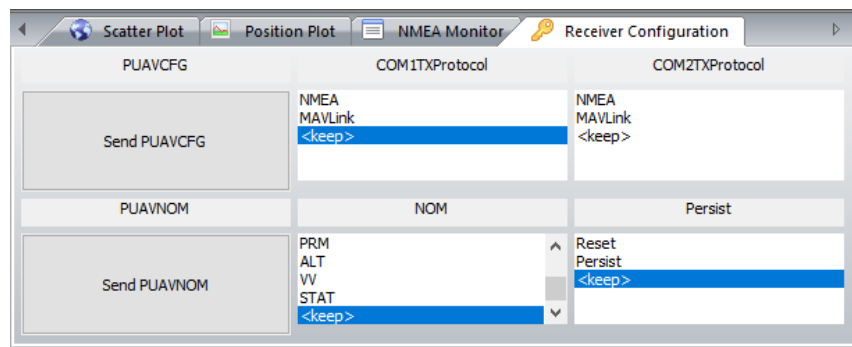 Scatter Plot Position Plot NMEA Monitor Receiver Configuration
PUAVCFG COM1TXProtocol COM2TXProtocol
Send PUAVCFG
NMEA
MAVLink
<keep>
NMEA
MAVLink
<keep>
PUAVNOM NOM Persist
Send PUAVNOM
PRM
ALT
VV
STAT
<keep>
Reset
Persist
<keep>